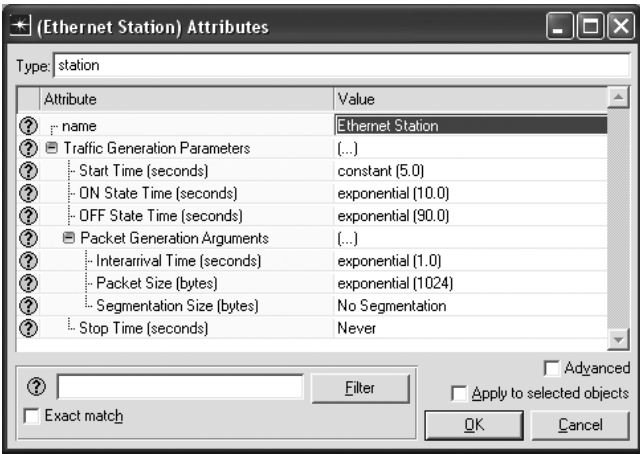 (Ethernet Station) Attributes
Type: station
Attribute Value
name Ethernet Station
Traffic Generation Parameters (...)
Start Time (seconds) constant (5.0)
ON State Time (seconds) exponential (10.0)
OFF State Time (seconds) exponential (90.0)
Packet Generation Arguments (...)
Interarrival Time (seconds) exponential (1.0)
Packet Size (bytes) exponential (1024)
Segmentation Size (bytes) No Segmentation
Stop Time (seconds) Never
Advanced
Filter
Apply to selected objects
Exact match
OK Cancel